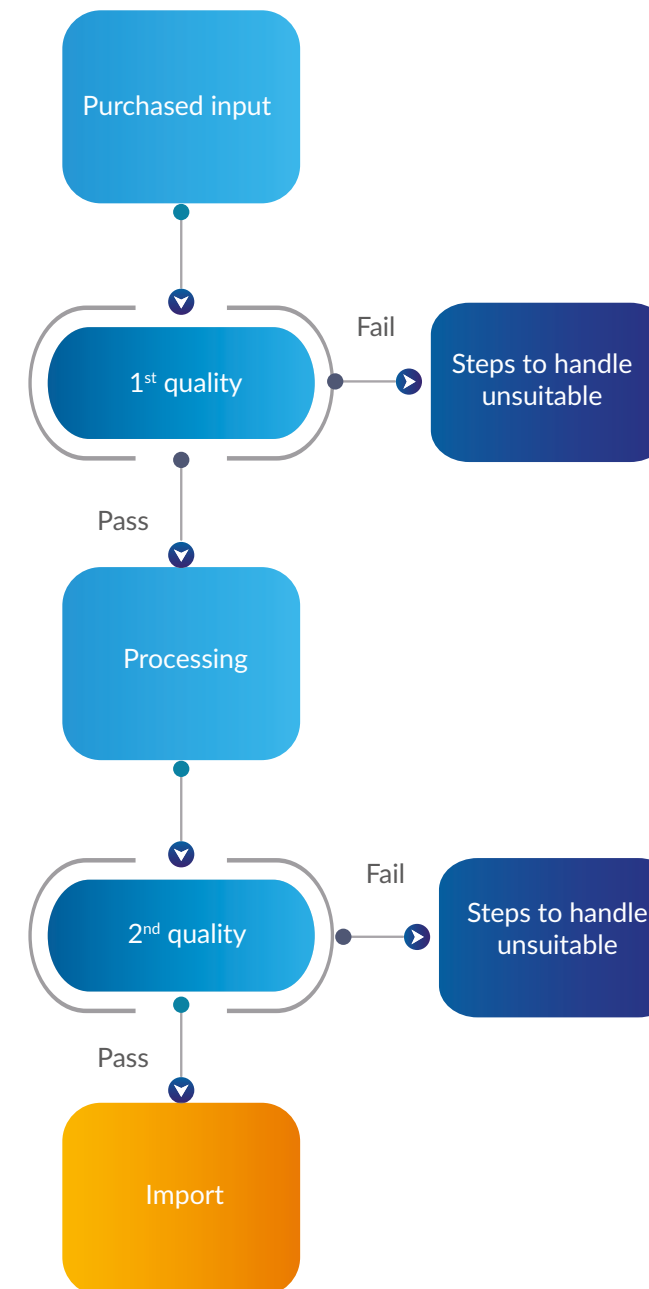 Purchased input
Fail
1st quality
Steps to handle
unsuitable
Pass
Processing
Fail
2nd quality
Steps to handle
unsuitable
Pass
Import